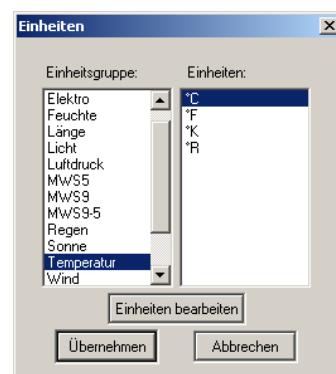 Einheiten
Einheitsgruppe:
Elektro
Feuchte
Länge
Licht
Luftdruck
MWS5
MWS9
MWS9-5
Regen
Sonne
Temperatur
Wind
Einheiten:
°C
°F
°K
°R
Einheiten bearbeiten
Übernehmen
Abbrechen